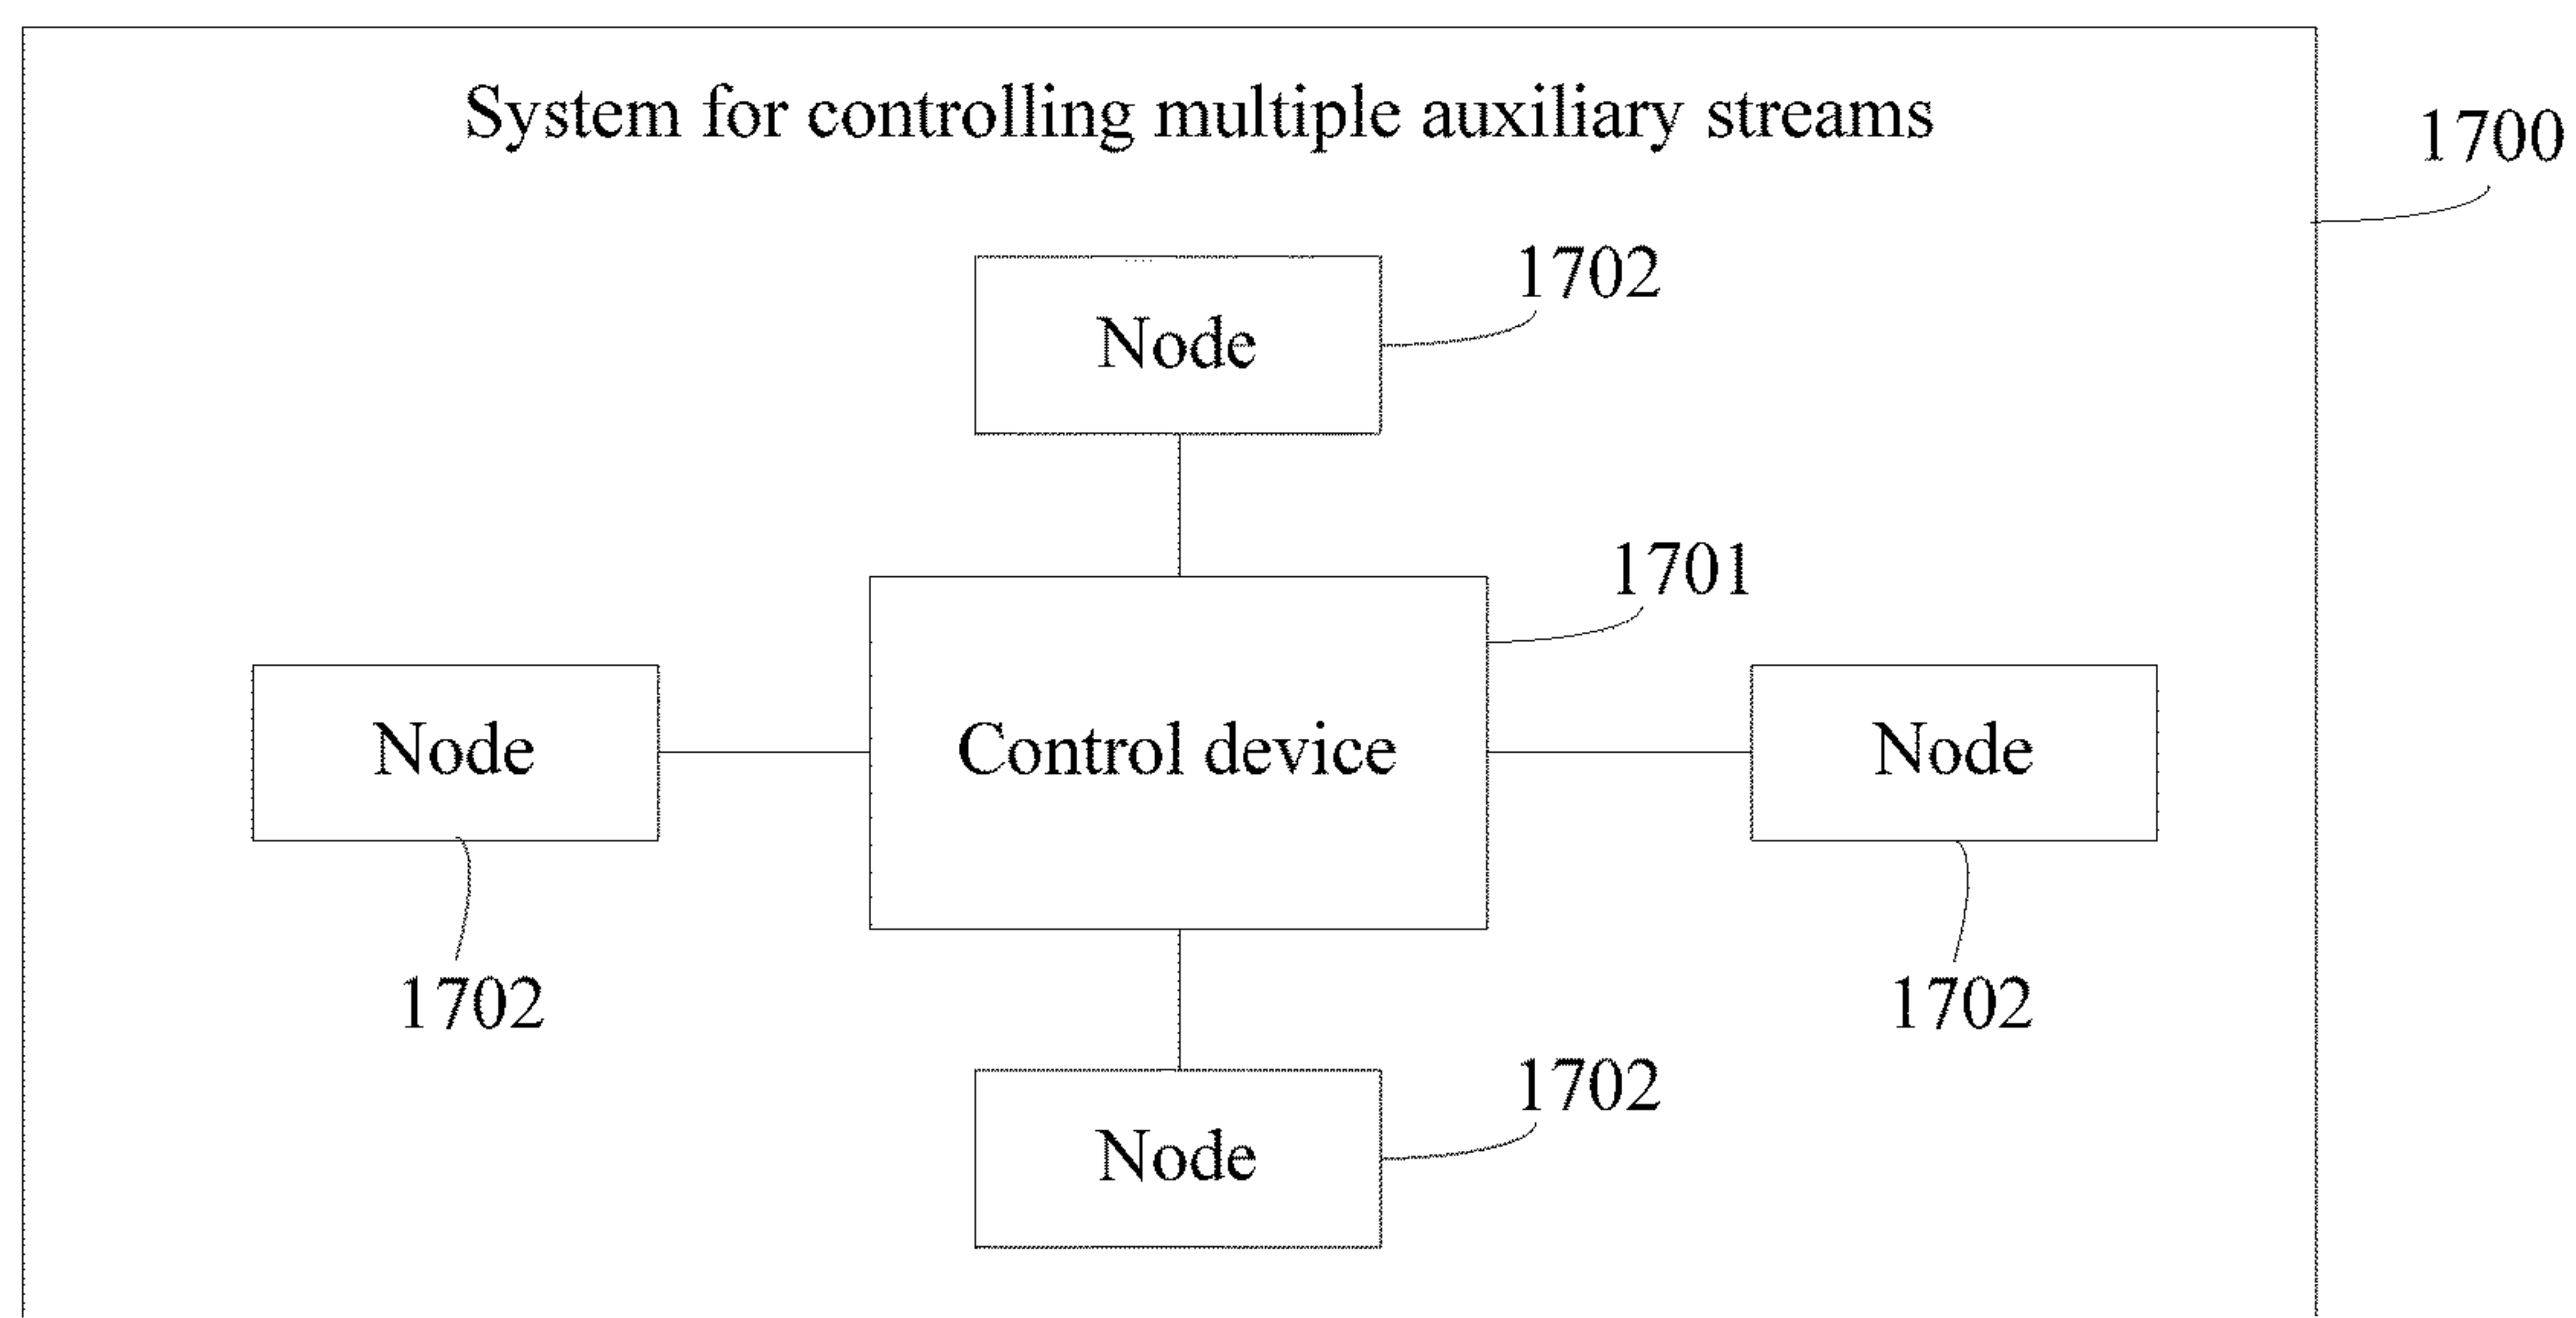 System for controlling multiple auxiliary streams
1700
1702
Node
1701
Node
Control device
Node
1702
1702
1702
Node